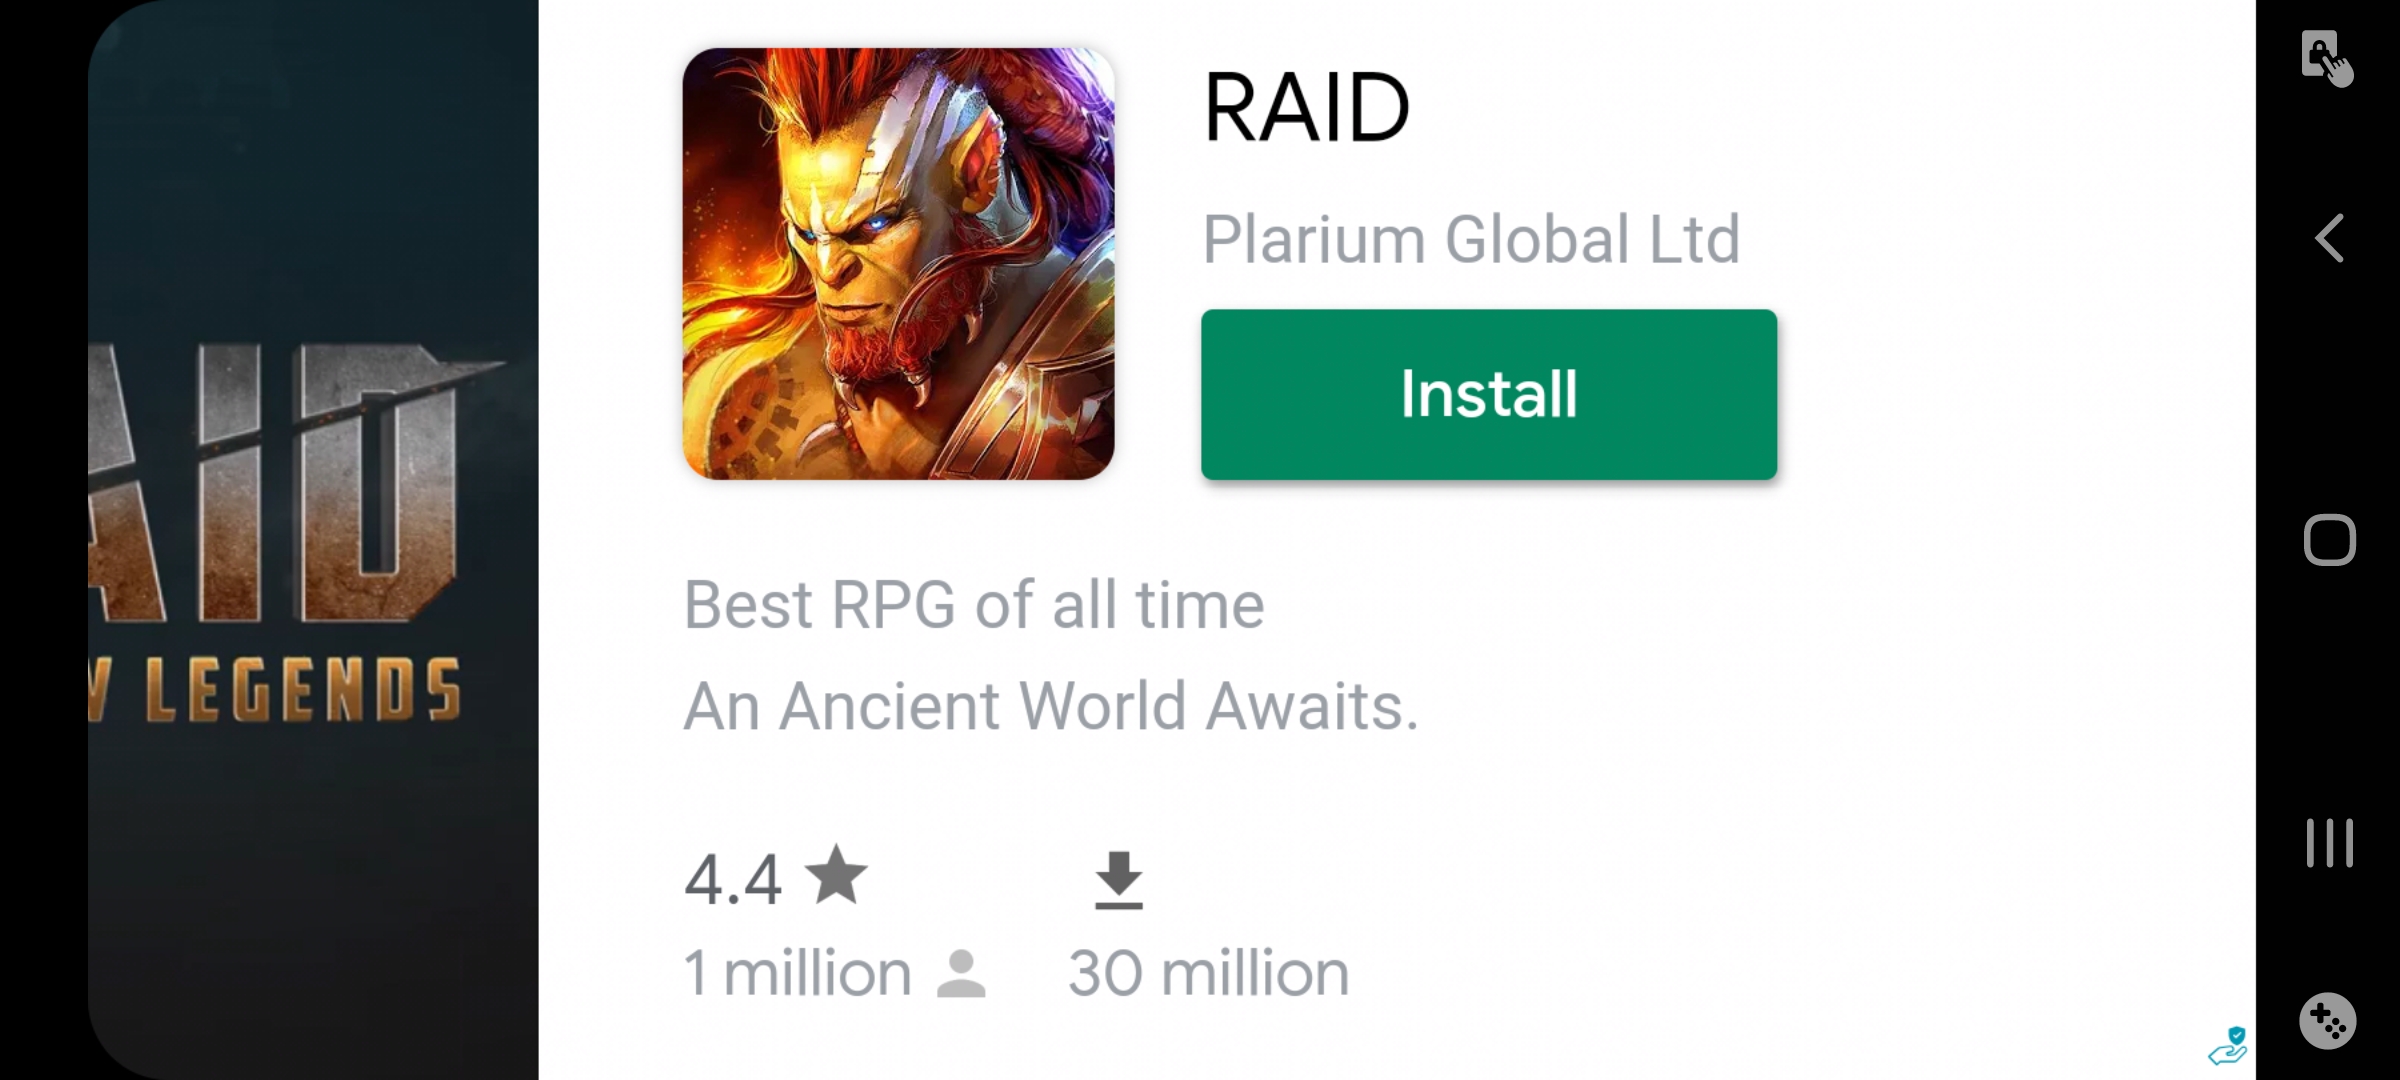 AID
LEGENDS
RAID
Plarium Global Ltd
Install
Best RPG of all time
An Ancient World Awaits.
4.4
1 million
30 million